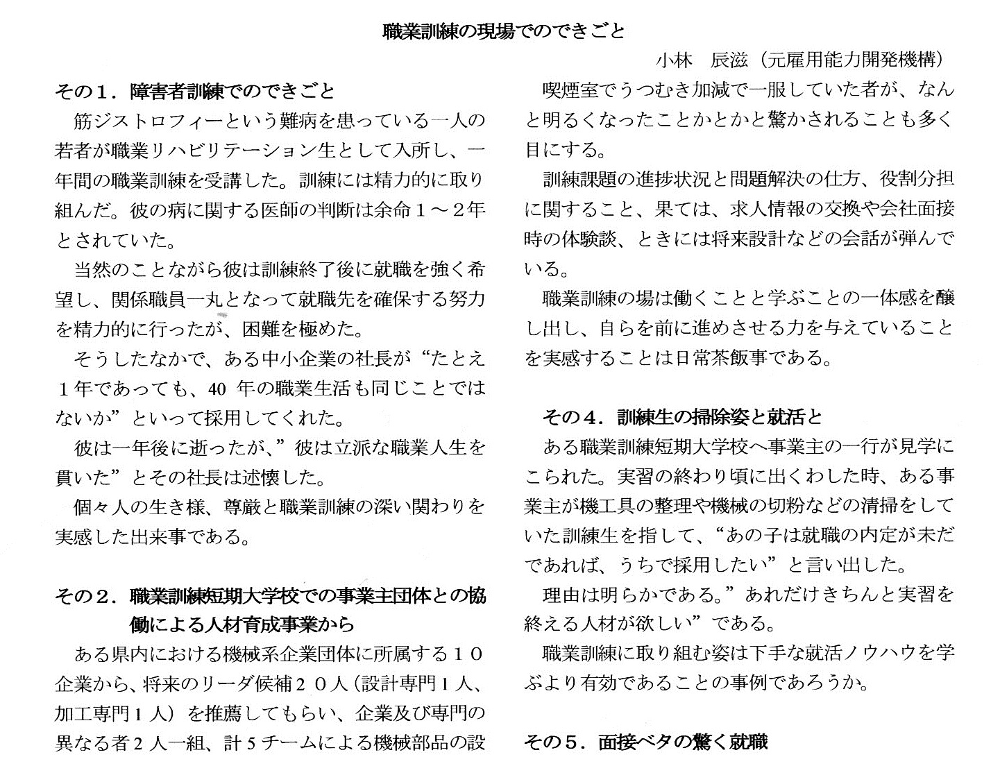 職業訓練の現場でのできごと
小林　辰滋（元雇用能力開発機構）
その１．障害者訓練でのできごと
筋ジストロフィーという難病を患っている一人の
若者が職業リハビリテーション生として入所し、一
年間の職業訓練を受講した。訓練には精力的に取り
組んだ。彼の病に関する医師の判断は余命１～２年
とされていた。
当然のことながら彼は訓練終了後に就職を強く希
望し、関係職員一丸となって就職先を確保する努力
を精力的に行ったが、困難を極めた。
そうしたなかで、ある中小企業の社長が“たとえ
１年であっても、40 年の職業生活も同じことでは
ないか”といって採用してくれた。
彼は一年後に逝ったが、”彼は立派な職業人生を
貫いた”とその社長は述懐した。
個々人の生き様、尊厳と職業訓練の深い関わりを
実感した出来事である。
その２．職業訓練短期大学校での事業主団体との協
働による人材育成事業から
ある県内における機械系企業団体に所属する１０
企業から、将来のリーダ候補２０人（設計専門１人、
加工専門１人）を推薦してもらい、企業及び専門の
異なる者２人一組、計５チームによる機械部品の設
喫煙室でうつむき加減で一服していた者が、なん
と明るくなったことかとかと驚かされることも多く
目にする。
訓練課題の進捗状況と問題解決の仕方、役割分担
に関すること、果ては、求人情報の交換や会社面接
時の体験談、ときには将来設計などの会話が弾んで
いる。
職業訓練の場は働くことと学ぶことの一体感を醸
し出し、自らを前に進めさせる力を与えていること
を実感することは日常茶飯事である。
その４．訓練生の掃除姿と就活と
ある職業訓練短期大学校へ事業主の一行が見学に
こられた。実習の終わり頃に出くわした時、ある事
業主が機工具の整理や機械の切粉などの清掃をして
いた訓練生を指して、“あの子は就職の内定が未だ
であれば、うちで採用したい”と言い出した。
理由は明らかである。”あれだけきちんと実習を
終える人材が欲しい”である。
職業訓練に取り組む姿は下手な就活ノウハウを学
ぶより有効であることの事例であろうか。
その５．面接ベタの驚く就職